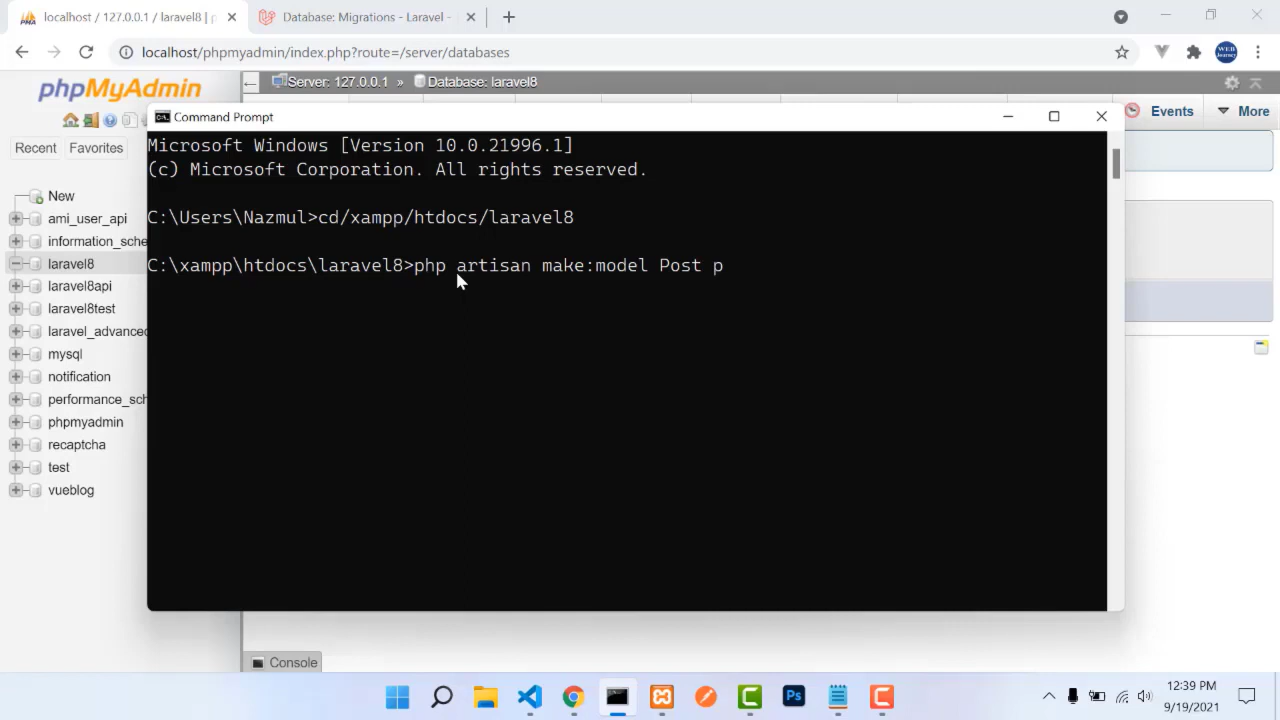 localhost / 127.0.0.1 / laravel8 | p
Database: Migrations - Laravel -
localhost/phpmyadmin/index.php?route=/server/databases
phpMyAdmin
Server: 127.0.0.1 » Database: laravel8
Events
More
Recent
Favorites
New
ami_user_api
information_sche
laravel8
laravel8api
laravel8test
laravel_advanced
mysql
notification
performance_sch
phpmyadmin
recaptcha
test
vueblog
Command Prompt
Microsoft Windows [Version 10.0.21996.1]
(c) Microsoft Corporation. All rights reserved.
C:\Users\Nazmul>cd/xampp/htdocs/laravel8
C:\xampp\htdocs\laravel8>php artisan make:model Post p
Console
Ps
12:39 PM
9/19/2021